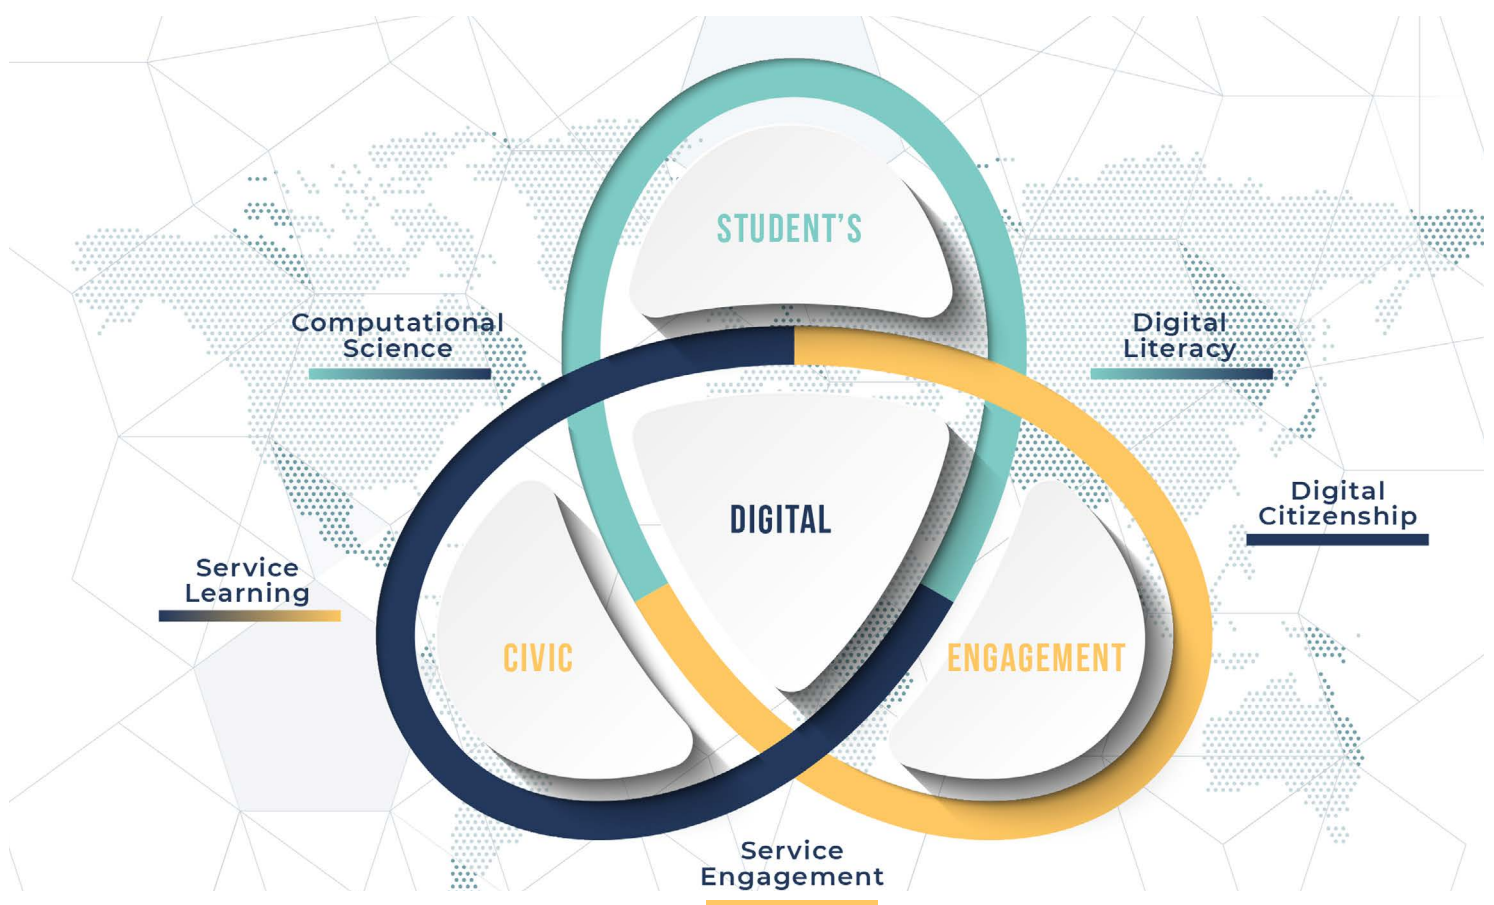 STUDENT'S
Computational
Science
Digital
Literacy
DIGITAL
Digital
Citizenship
Service
Learning
CIVIC
ENGAGEMENT
Service
Engagement